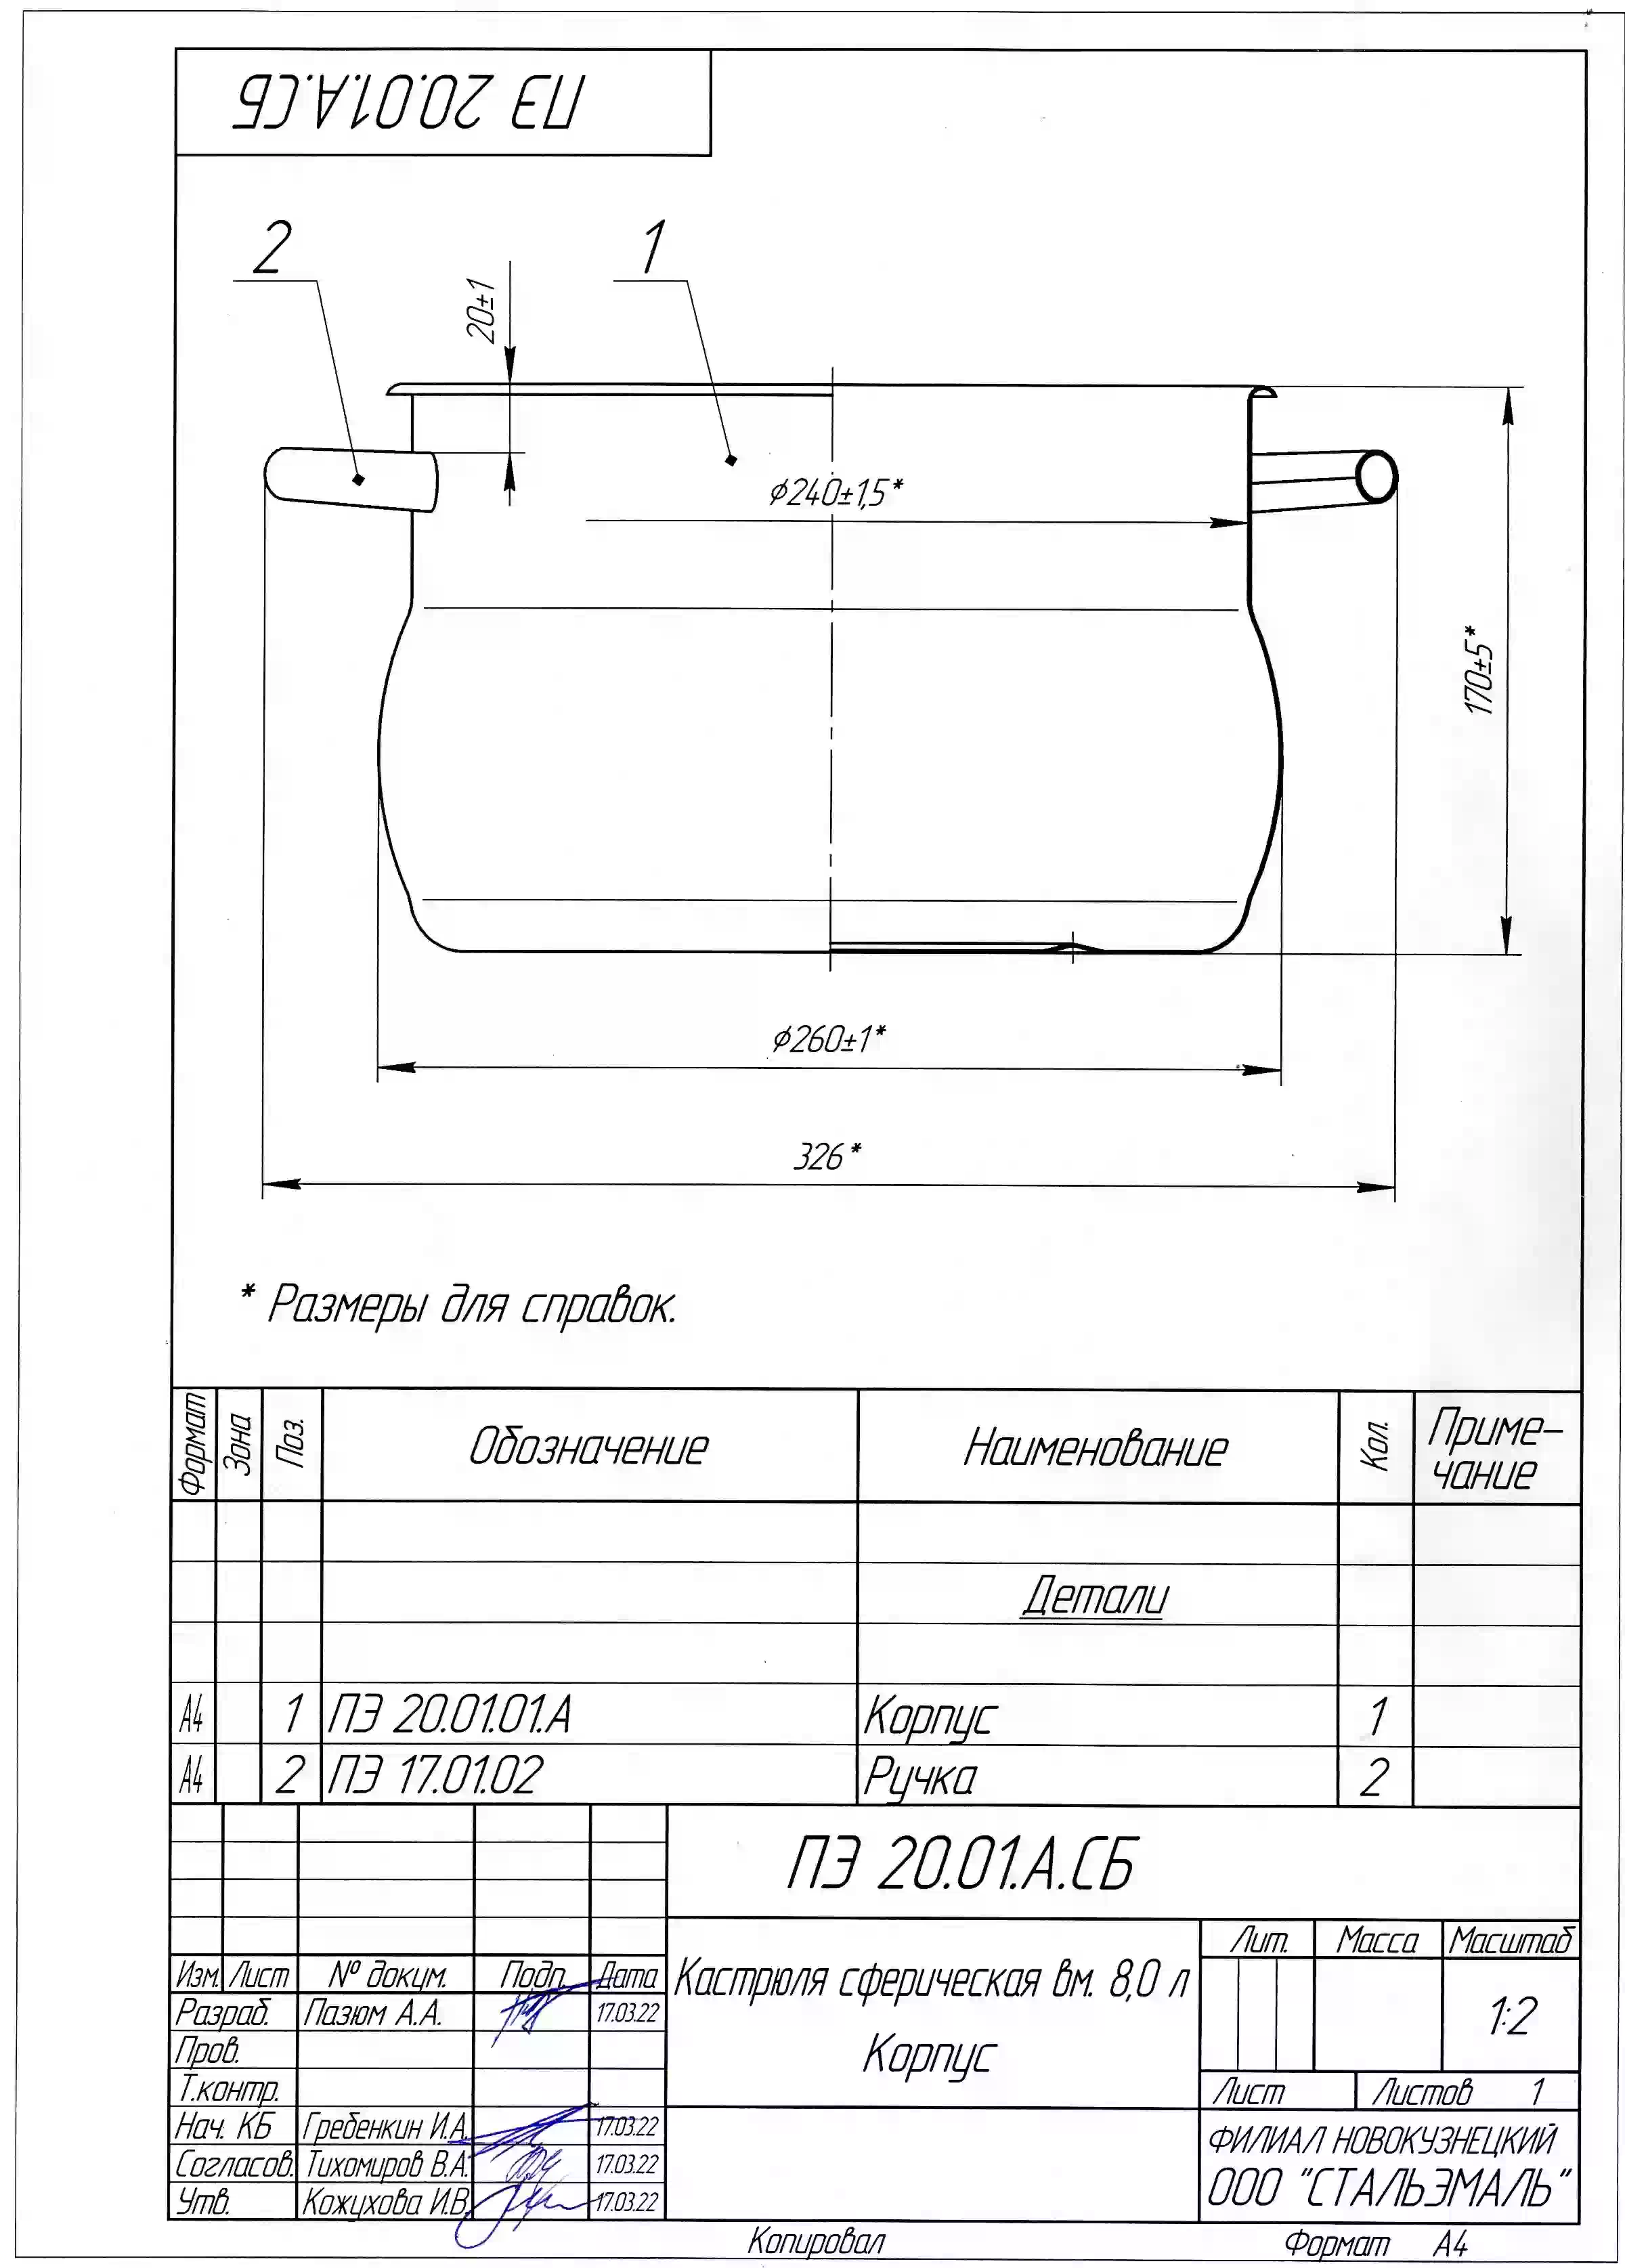 ПЭ 20.01.А.СБ
2
1
20±1
⌀240±1,5*
170±5*
⌀260±1*
326*
* Размеры для справок.
Формат Зона Поз. Обозначение Наименование Кол. Приме-
чание
Детали
А4 1 ПЭ 20.01.01.А Корпус 1
А4 2 ПЭ 17.01.02 Ручка 2
ПЭ 20.01.А.СБ
Изм. Лист № докум. Подп. Дата
Разраб. Пазюм А.А. 17.03.22
Пров.
Т.контр.
Нач. КБ Гребенкин И.А. 17.03.22
Согласов. Тихомиров В.А. 17.03.22
Утв. Кожухова И.В. 17.03.22
Кастрюля сферическая вм. 8,0 л
Корпус
Лит. Масса Масштаб
1:2
Лист Листов 1
ФИЛИАЛ НОВОКУЗНЕЦКИЙ
ООО "СТАЛЬЭМАЛЬ"
Копировал Формат А4